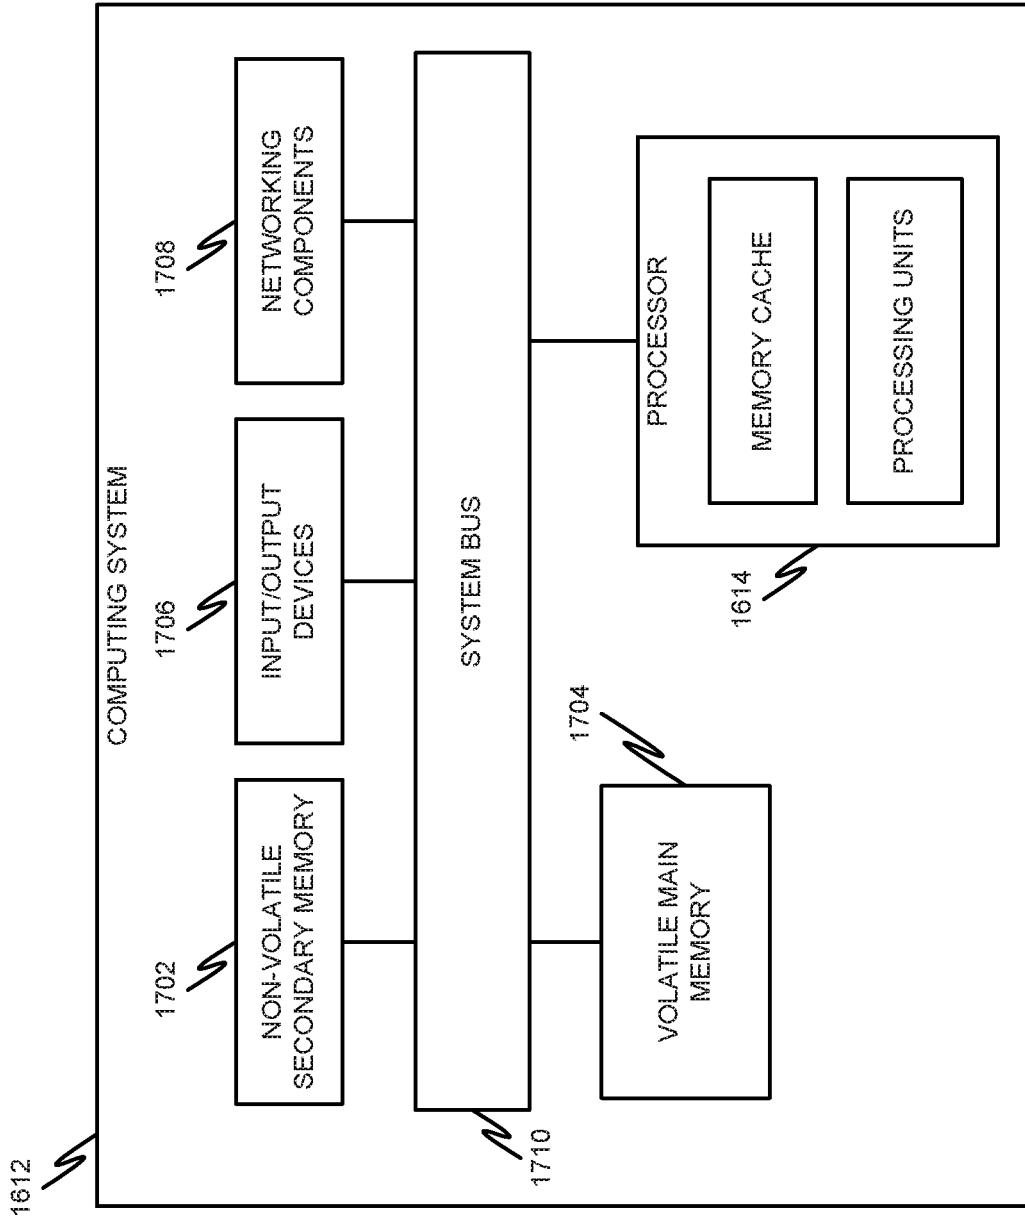 1612
COMPUTING SYSTEM
1702
1706
1708
NON-VOLATILE
SECONDARY MEMORY
INPUT/OUTPUT
DEVICES
NETWORKING
COMPONENTS
SYSTEM BUS
1710
1704
VOLATILE MAIN
MEMORY
PROCESSOR
MEMORY CACHE
PROCESSING UNITS
1614